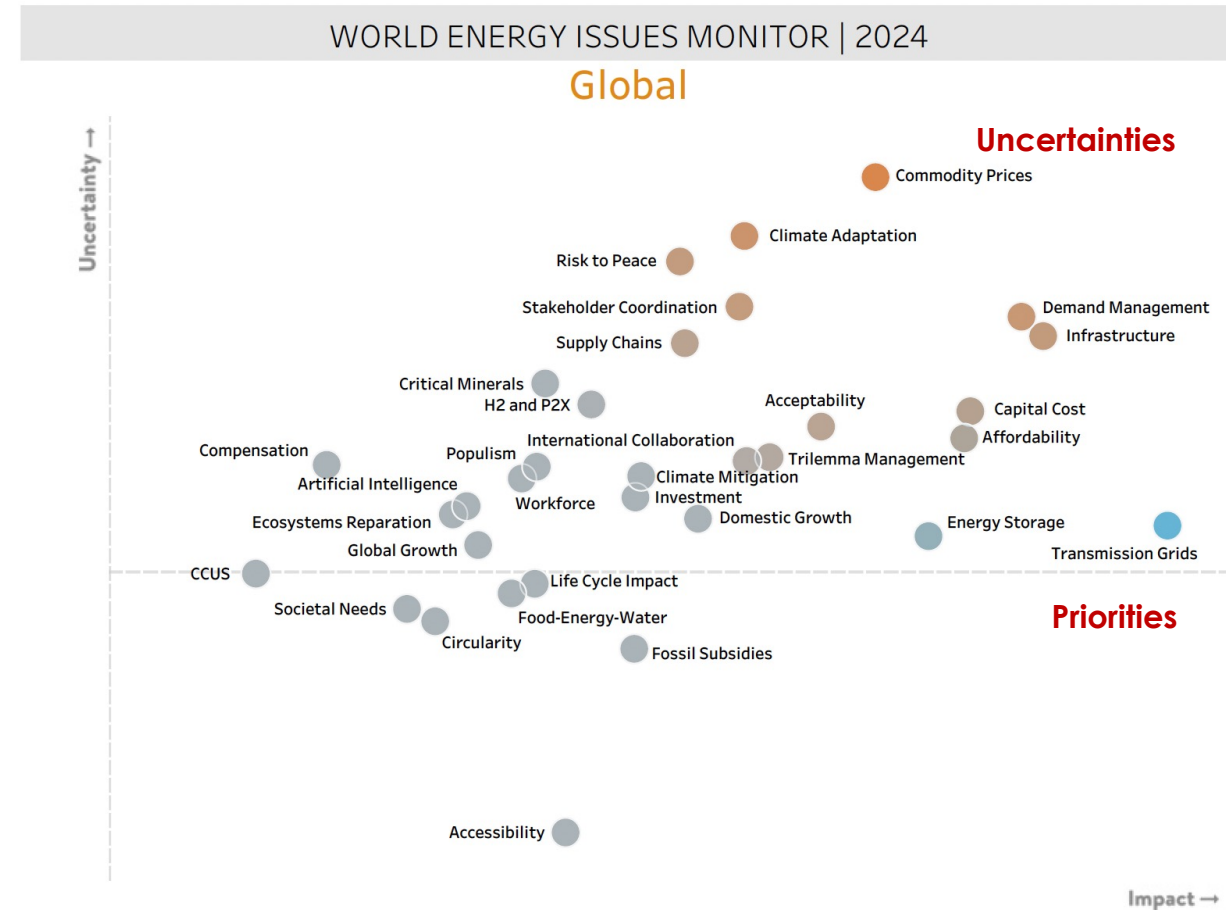 WORLD ENERGY ISSUES MONITOR | 2024
Global
Uncertainty →
Uncertainties
Commodity Prices
Climate Adaptation
Risk to Peace
Stakeholder Coordination
Demand Management
Infrastructure
Supply Chains
Critical Minerals
H2 and P2X
Acceptability
Capital Cost
Affordability
International Collaboration
Compensation
Populism
Trilemma Management
Climate Mitigation
Artificial Intelligence
Workforce
Investment
Ecosystems Reparation
Domestic Growth
Energy Storage
Global Growth
Transmission Grids
CCUS
Life Cycle Impact
Societal Needs
Food-Energy-Water
Priorities
Circularity
Fossil Subsidies
Accessibility
Impact →